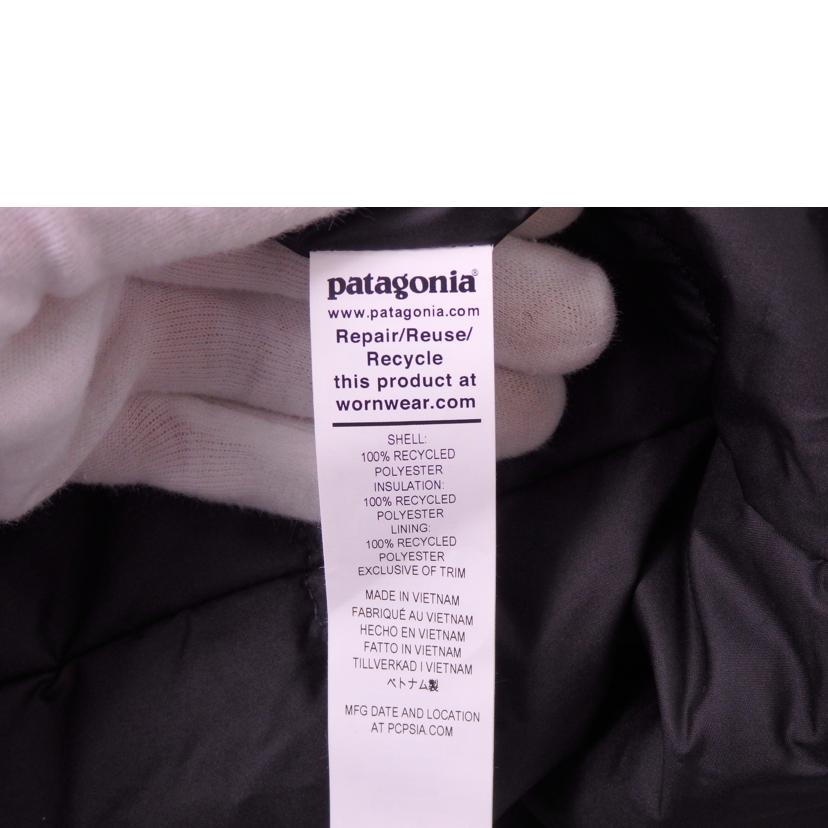 patagonia®
www.patagonia.com
Repair/Reuse/
Recycle
this product at
wornwear.com
SHELL:
100% RECYCLED
POLYESTER
INSULATION:
100% RECYCLED
POLYESTER
LINING:
100% RECYCLED
POLYESTER
EXCLUSIVE OF TRIM
MADE IN VIETNAM
FABRIQUÉ AU VIETNAM
HECHO EN VIETNAM
FATTO IN VIETNAM
TILLVERKAD I VIETNAM
ベトナム製
MFG DATE AND LOCATION
AT PCPSIA.COM